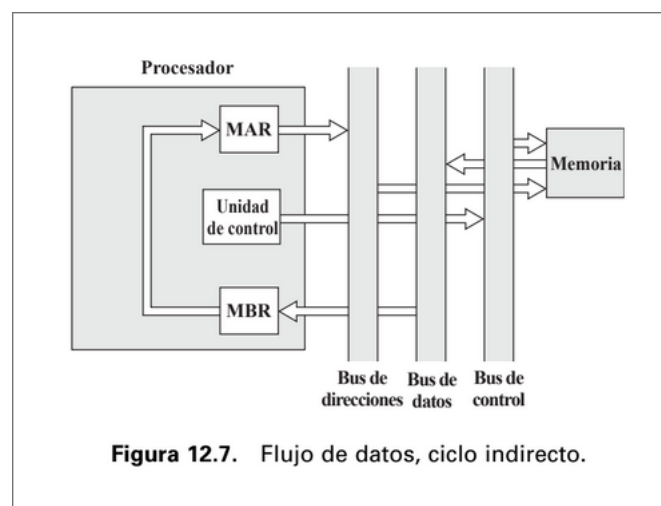 Procesador
MAR
Unidad
de control
MBR
Memoria
Bus de
direcciones
Bus de
datos
Bus de
control
Figura 12.7. Flujo de datos, ciclo indirecto.